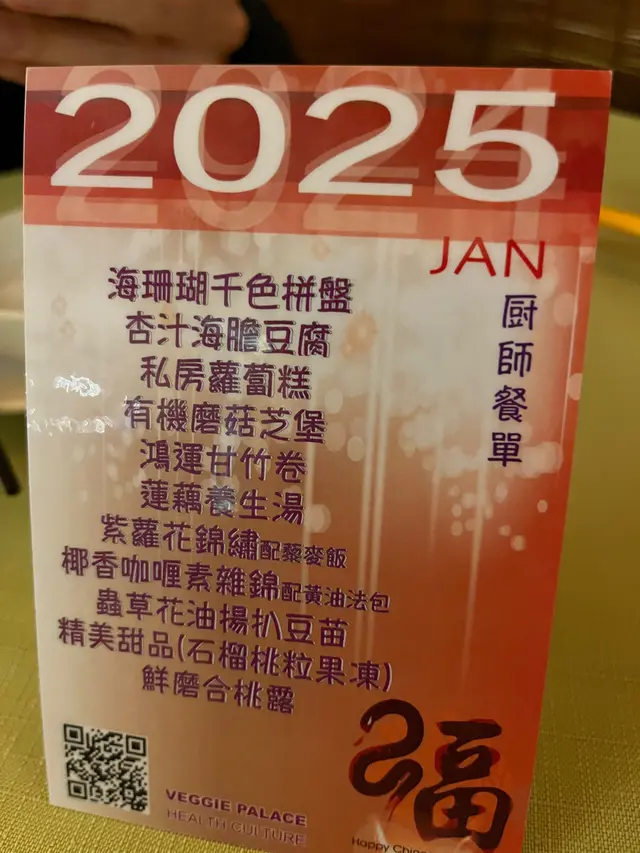 2025
JAN
厨師餐單
海珊瑚千色拼盤
杏汁海膽豆腐
私房蘿蔔糕
有機磨菇芝堡
鴻運甘竹卷
蓮藕養生湯
紫蘿花錦繡配藜麥飯
椰香咖喱素雜錦配黃油法包
蟲草花油揚扒豆苗
精美甜品(石榴桃粒果凍)
鮮磨合桃露
福
VEGGIE PALACE
HEALTH CULTURE
Happy